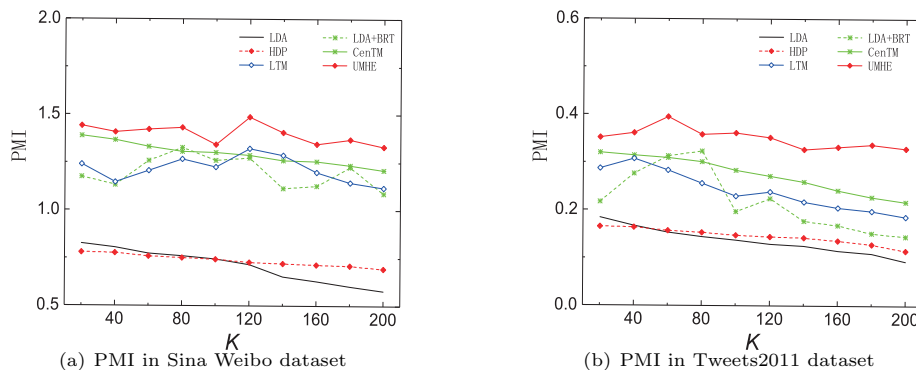 2.0
1.5
1.0
0.5
PMI
LDA
HDP
LTM
LDA+BRT
CenTM
UMHE
40 80 120 160 200
K
(a) PMI in Sina Weibo dataset
0.6
0.4
0.2
0.0
PMI
LDA
HDP
LTM
LDA+BRT
CenTM
UMHE
40 80 120 160 200
K
(b) PMI in Tweets2011 dataset